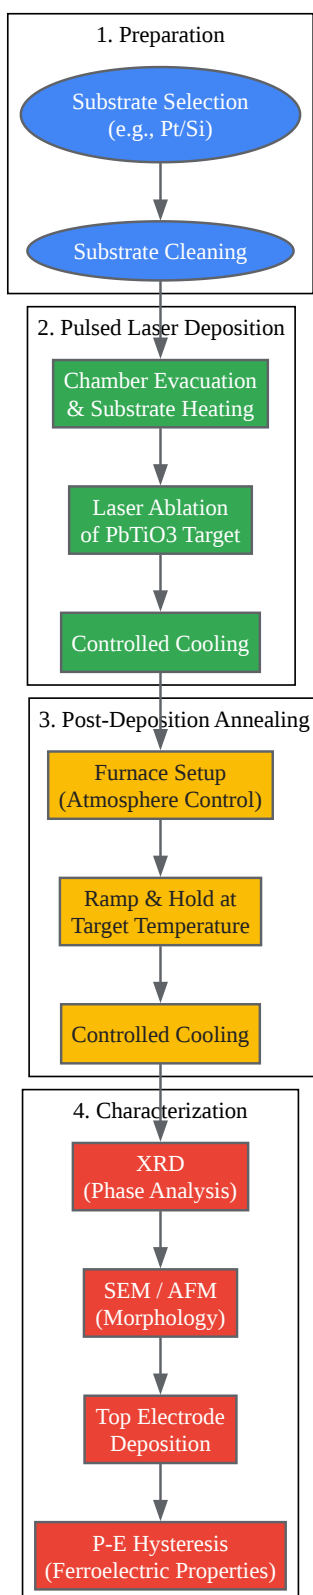 1. Preparation
Substrate Selection
(e.g., Pt/Si)
Substrate Cleaning
2. Pulsed Laser Deposition
Chamber Evacuation
& Substrate Heating
Laser Ablation
of PbTiO3 Target
Controlled Cooling
3. Post-Deposition Annealing
Furnace Setup
(Atmosphere Control)
Ramp & Hold at
Target Temperature
Controlled Cooling
4. Characterization
XRD
(Phase Analysis)
SEM / AFM
(Morphology)
Top Electrode
Deposition
P-E Hysteresis
(Ferroelectric Properties)